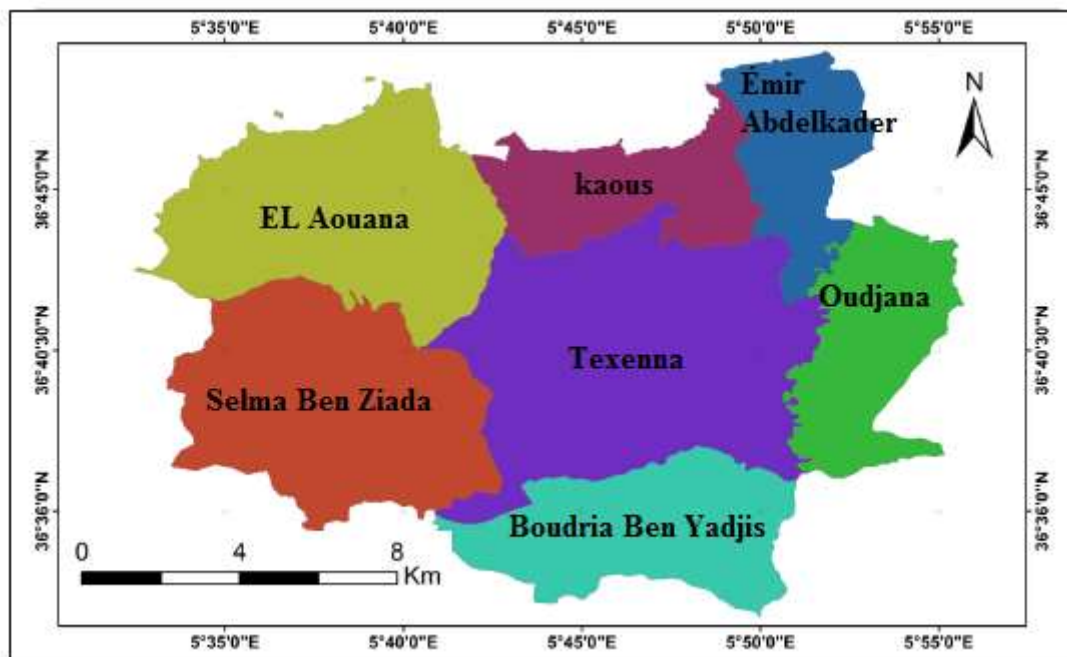 5°35'0"E 5°40'0"E 5°45'0"E 5°50'0"E 5°55'0"E
N
Émir
Abdelkader
36°45'0"N
kaous
36°45'0"N
EL Aouana
Oudjana
36°40'30"N
Texenna
36°40'30"N
Selma Ben Ziada
36°36'0"N
Boudria Ben Yadjis
36°36'0"N
0 4 8
Km
5°35'0"E 5°40'0"E 5°45'0"E 5°50'0"E 5°55'0"E